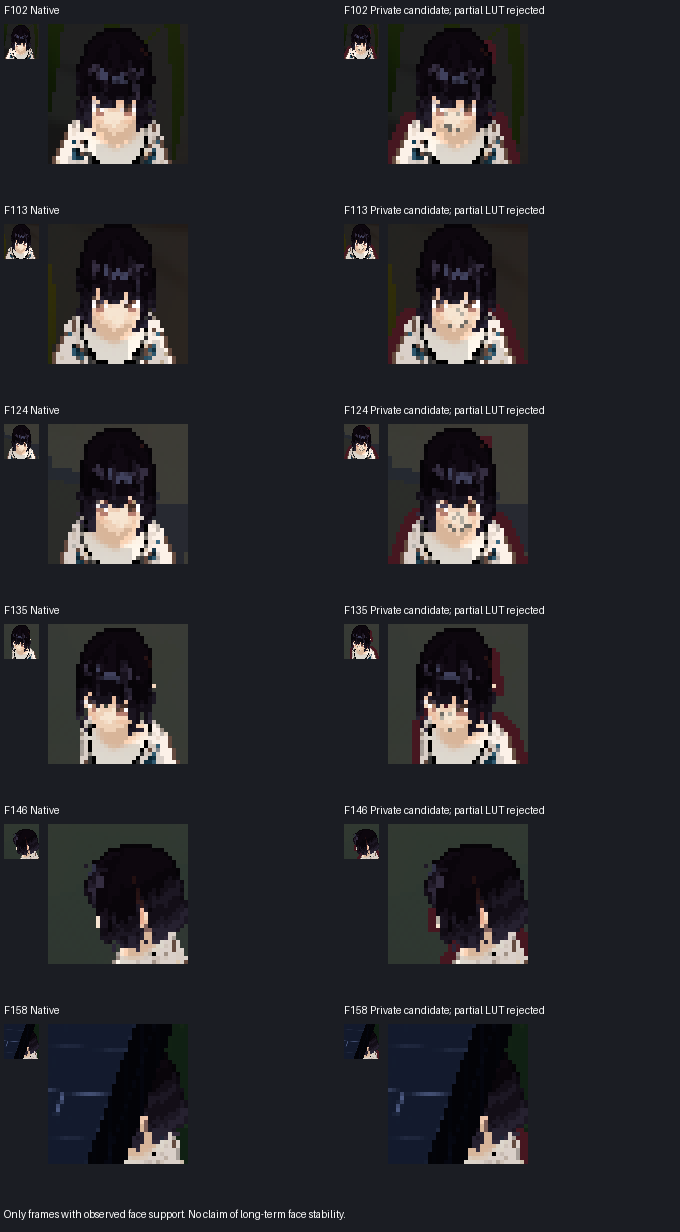 F102 Native
F102 Private candidate; partial LUT rejected
F113 Native
F113 Private candidate; partial LUT rejected
F124 Native
F124 Private candidate; partial LUT rejected
F135 Native
F135 Private candidate; partial LUT rejected
F146 Native
F146 Private candidate; partial LUT rejected
F158 Native
F158 Private candidate; partial LUT rejected
Only frames with observed face support. No claim of long-term face stability.